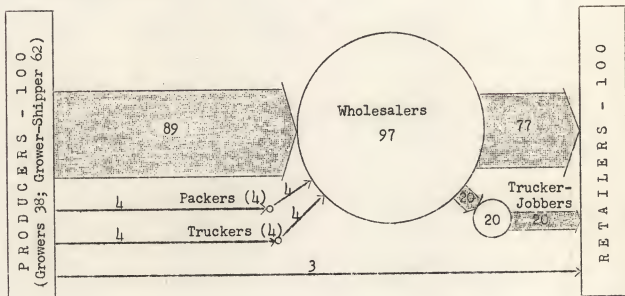 PRODUCERS - 100
(Growers 38; Grower-Shipper 62)
89
Wholesalers
97
77
4
Packers (4)
4
4
Truckers (4)
4
20
20
Trucker-
Jobbers
20
3
RETAILERS - 100